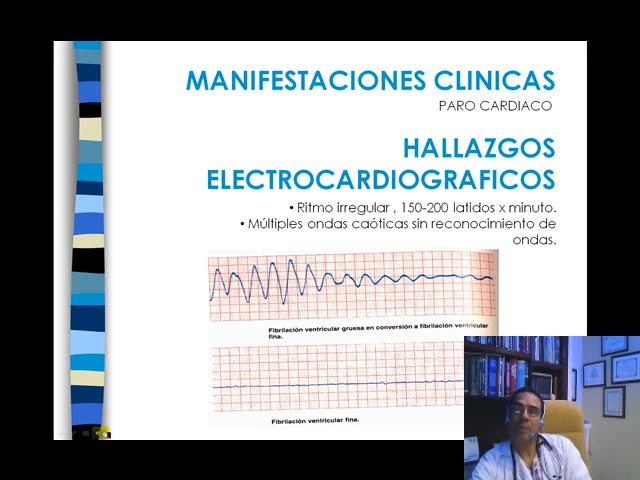 MANIFESTACIONES CLINICAS
PARO CARDIACO
HALLAZGOS
ELECTROCARDIOGRAFICOS
• Ritmo irregular , 150-200 latidos x minuto.
• Múltiples ondas caóticas sin reconocimiento de
ondas.
Fibrilación ventricular gruesa en conversión a fibrilación ventricular
fina.
Fibrilación ventricular fina.